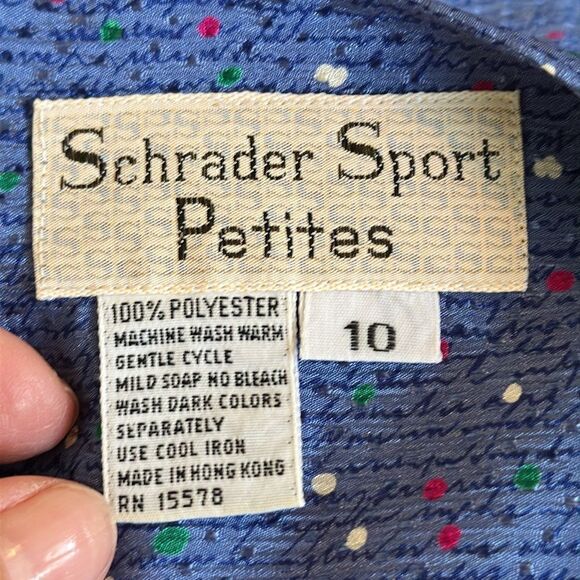 Schrader Sport
Petites
100% POLYESTER
MACHINE WASH WARM
GENTLE CYCLE
MILD SOAP NO BLEACH
WASH DARK COLORS
SEPARATELY
USE COOL IRON
MADE IN HONG KONG
RN 15578
10